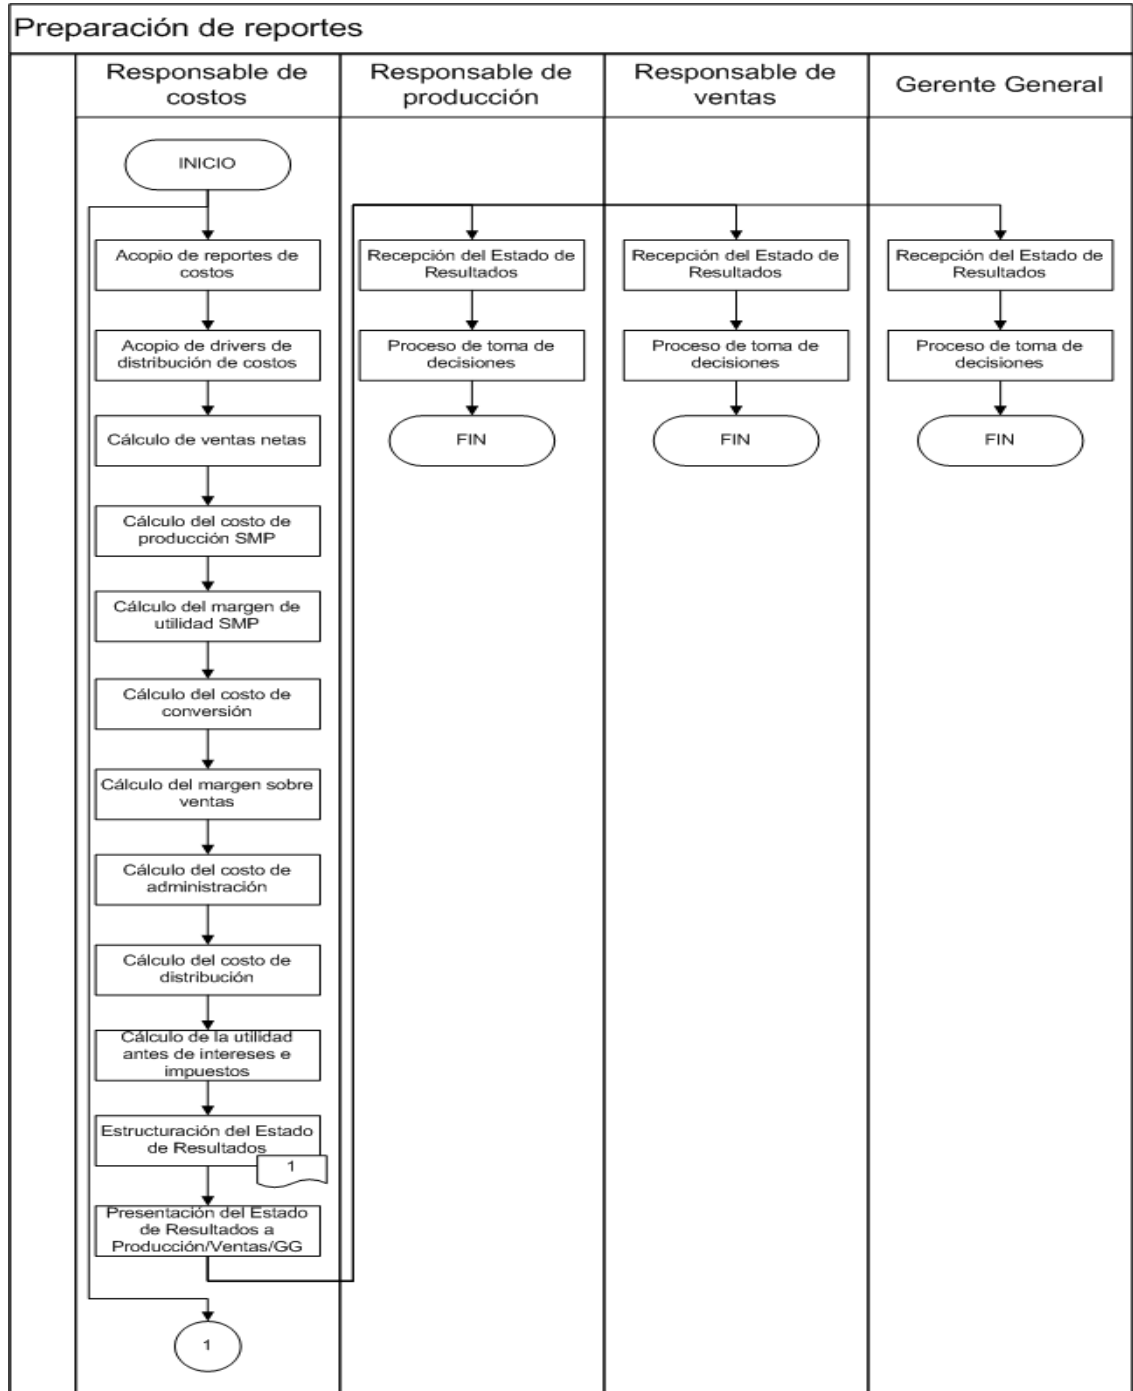 Preparación de reportes
Responsable de
costos
Responsable de
producción
Responsable de
ventas
Gerente General
INICIO
Acopio de reportes de
costos
Acopio de drivers de
distribución de costos
Cálculo de ventas netas
Cálculo del costo de
producción SMP
Cálculo del margen de
utilidad SMP
Cálculo del costo de
conversión
Cálculo del margen sobre
ventas
Cálculo del costo de
administración
Cálculo del costo de
distribución
Cálculo de la utilidad
antes de intereses e
impuestos
Estructuración del Estado
de Resultados
1
Presentación del Estado
de Resultados a
Producción/Ventas/GG
1
Recepción del Estado de
Resultados
Proceso de toma de
decisiones
FIN
Recepción del Estado de
Resultados
Proceso de toma de
decisiones
FIN
Recepción del Estado de
Resultados
Proceso de toma de
decisiones
FIN